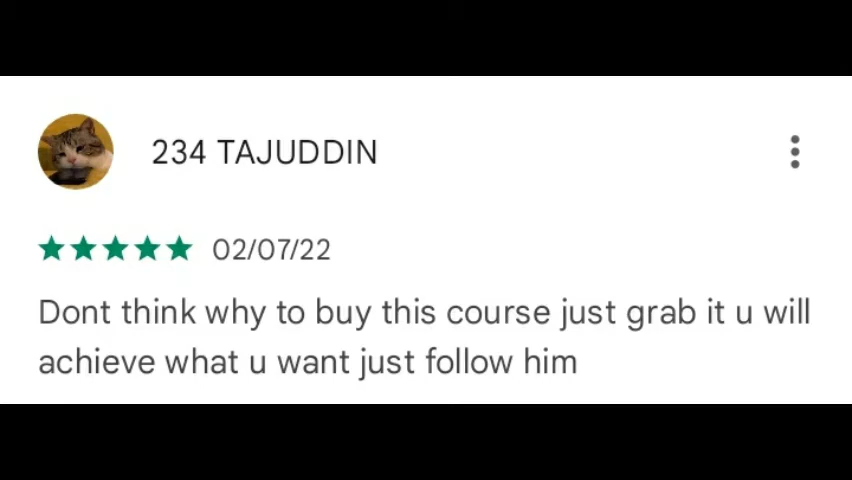 234 TAJUDDIN
02/07/22
Dont think why to buy this course just grab it u will
achieve what u want just follow him